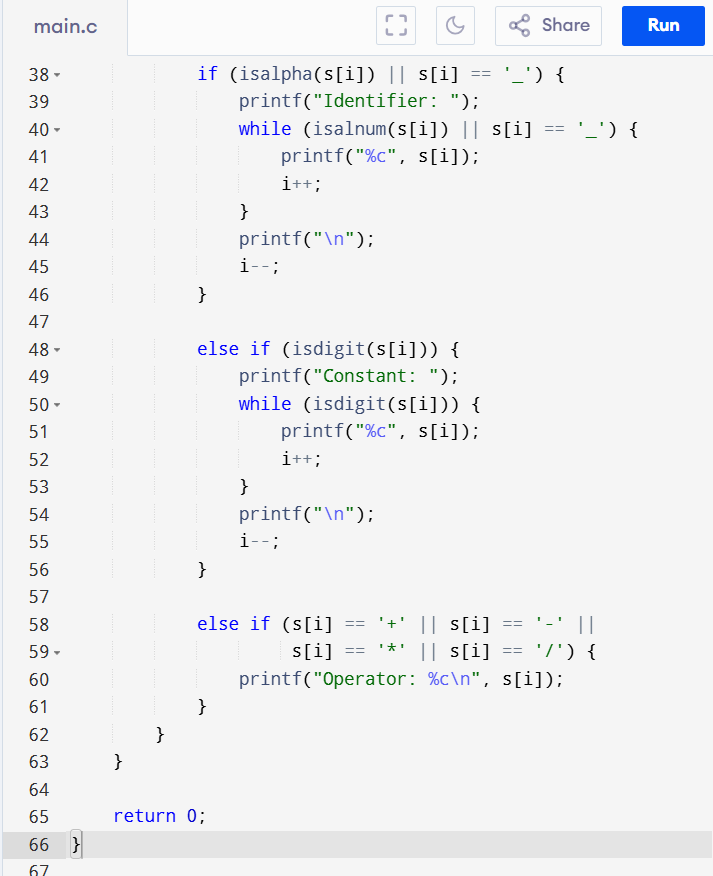 main.c Share Run
38 if (isalpha(s[i]) || s[i] == '_') {
39 printf("Identifier: ");
40 while (isalnum(s[i]) || s[i] == '_') {
41 printf("%c", s[i]);
42 i++;
43 }
44 printf("\n");
45 i--;
46 }
47
48 else if (isdigit(s[i])) {
49 printf("Constant: ");
50 while (isdigit(s[i])) {
51 printf("%c", s[i]);
52 i++;
53 }
54 printf("\n");
55 i--;
56 }
57
58 else if (s[i] == '+' || s[i] == '-' ||
59 s[i] == '*' || s[i] == '/') {
60 printf("Operator: %c\n", s[i]);
61 }
62 }
63 }
64
65 return 0;
66 }
67